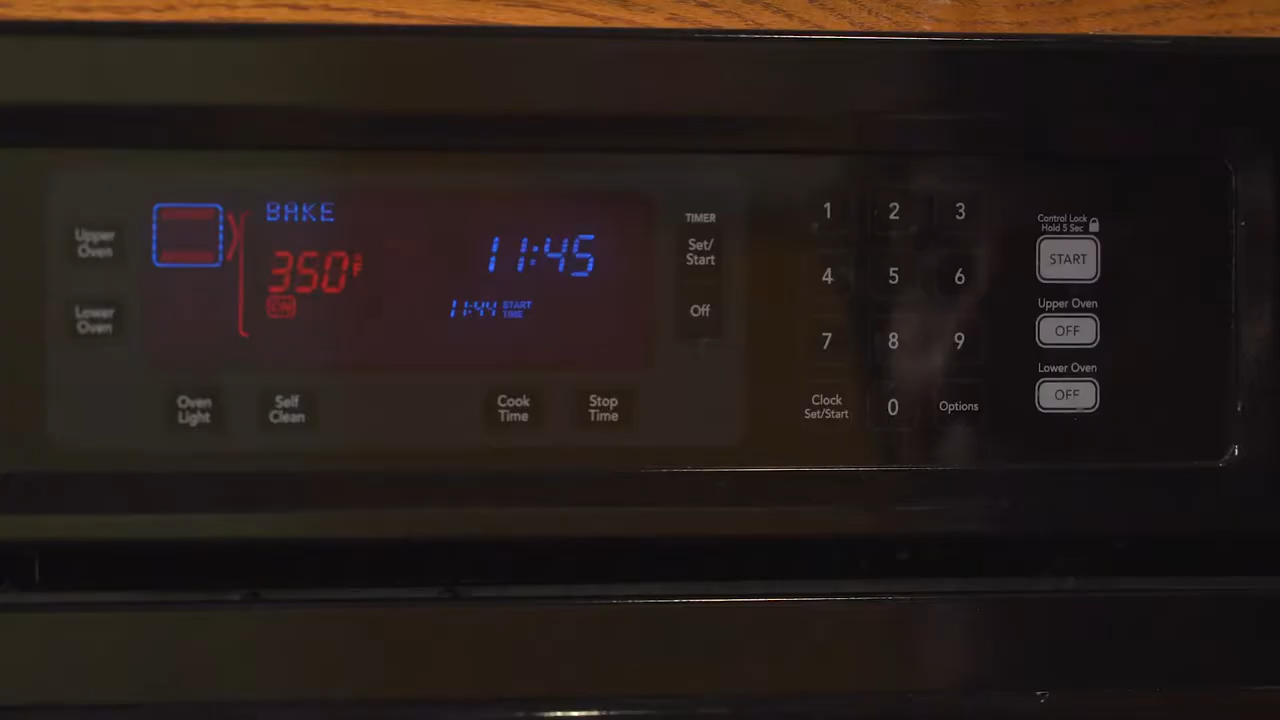 Upper
Oven
Lower
Oven
BAKE
350°F
ON
11:45
11:44 START
TIME
Oven
Light
Self
Clean
Cook
Time
Stop
Time
TIMER
Set/
Start
Off
1 2 3
4 5 6
7 8 9
Clock
Set/Start
0
Options
Control Lock
Hold 5 Sec
START
Upper Oven
OFF
Lower Oven
OFF